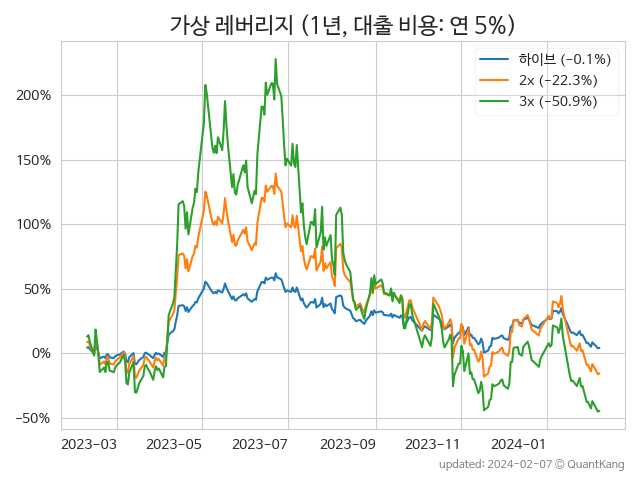 가상 레버리지 (1년, 대출 비용: 연 5%)
하이브 (-0.1%)
2x (-22.3%)
3x (-50.9%)
200%
150%
100%
50%
0%
-50%
2023-03 2023-05 2023-07 2023-09 2023-11 2024-01
updated: 2024-02-07 © QuantKang